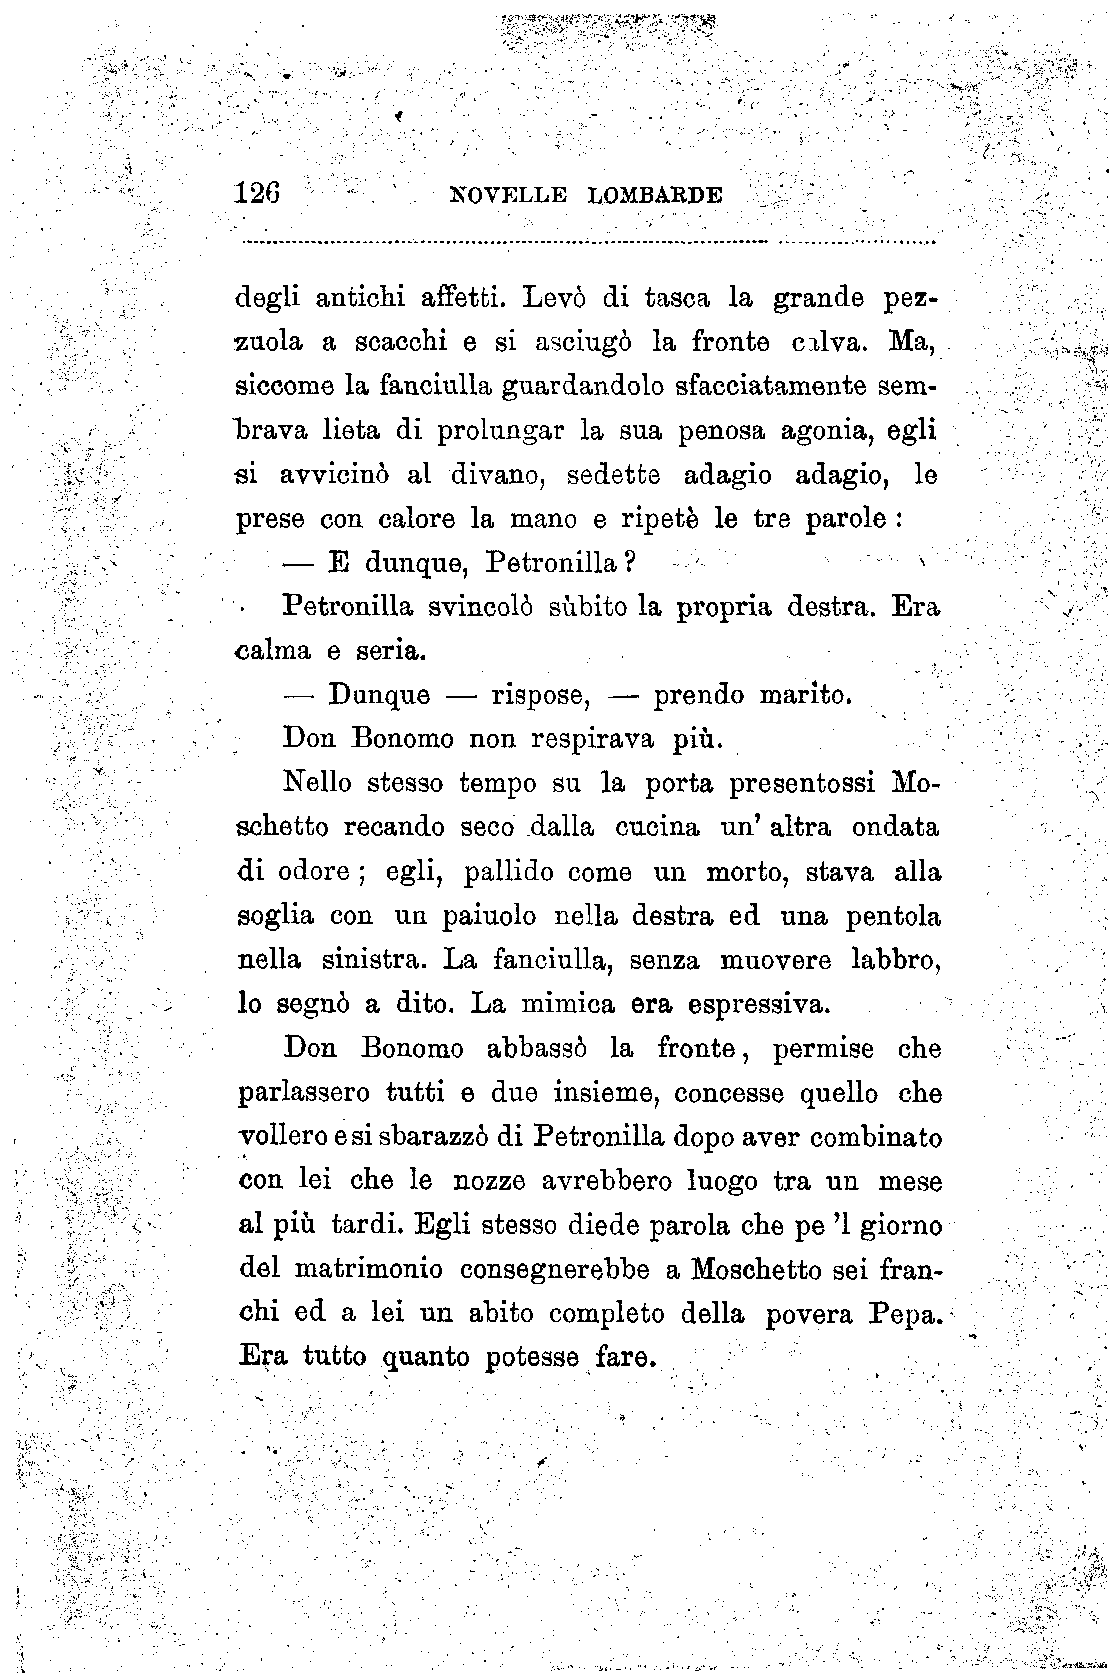 126 NOVELLE LOMBARDE
degli antichi affetti. Levò di tasca la grande pez-
zuola a scacchi e si asciugò la fronte calva. Ma,
siccome la fanciulla guardandolo sfacciatamente sem-
brava lieta di prolungar la sua penosa agonia, egli
si avvicinò al divano, sedette adagio adagio, le
prese con calore la mano e ripetè le tre parole :
— E dunque, Petronilla ?
Petronilla svincolò sùbito la propria destra. Era
calma e seria.
— Dunque — rispose, — prendo marito.
Don Bonomo non respirava più.
Nello stesso tempo su la porta presentossi Mo-
schetto recando seco dalla cucina un' altra ondata
di odore ; egli, pallido come un morto, stava alla
soglia con un paiuolo nella destra ed una pentola
nella sinistra. La fanciulla, senza muovere labbro,
lo segnò a dito. La mimica era espressiva.
Don Bonomo abbassò la fronte, permise che
parlassero tutti e due insieme, concesse quello che
vollero e si sbarazzò di Petronilla dopo aver combinato
con lei che le nozze avrebbero luogo tra un mese
al più tardi. Egli stesso diede parola che pe 'l giorno
del matrimonio consegnerebbe a Moschetto sei fran-
chi ed a lei un abito completo della povera Pepa.
Era tutto quanto potesse fare.